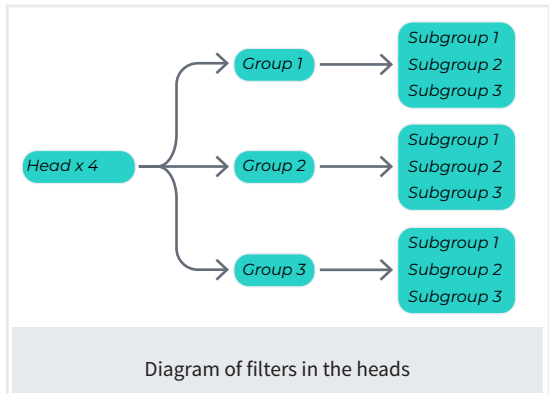 Head x 4
Group 1
Subgroup 1
Subgroup 2
Subgroup 3
Group 2
Subgroup 1
Subgroup 2
Subgroup 3
Group 3
Subgroup 1
Subgroup 2
Subgroup 3
Diagram of filters in the heads